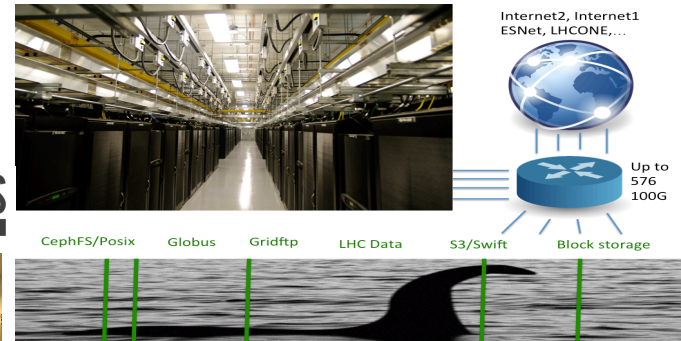 Internet2, Internet1
ESNet, LHCONE,...
Up to
576
100G
CephFS/Posix Globus Gridftp LHC Data S3/Swift Block storage